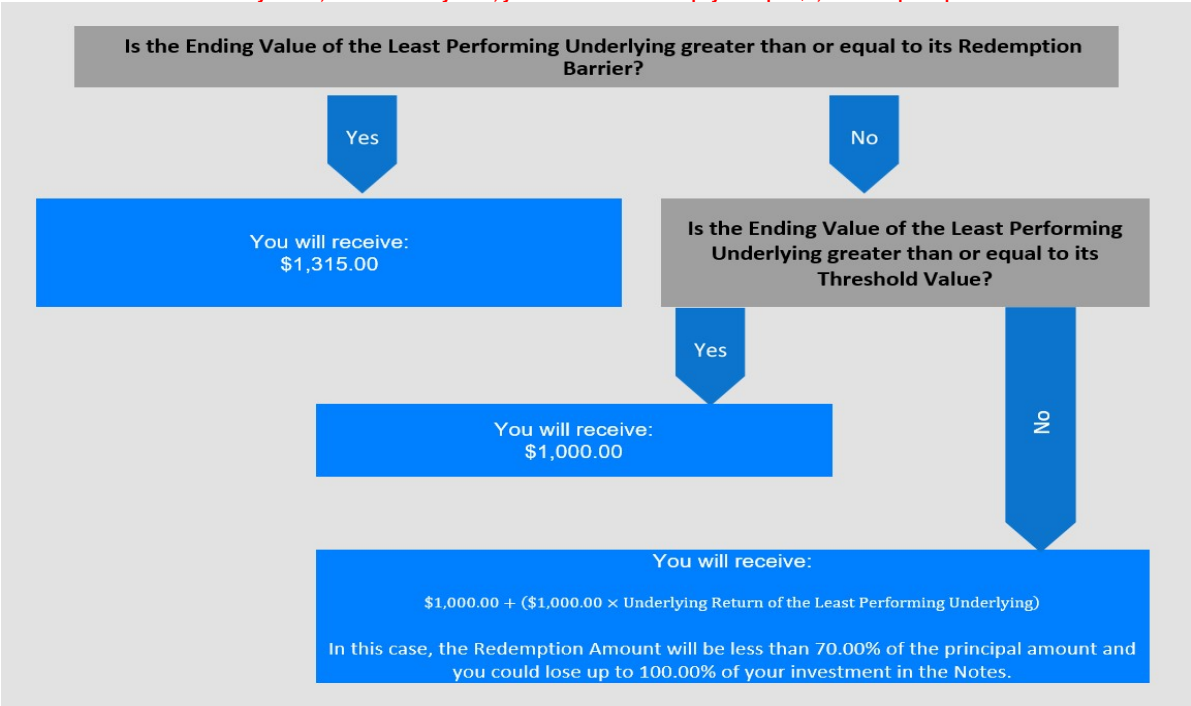 Is the Ending Value of the Least Performing Underlying greater than or equal to its Redemption
Barrier?
Yes
No
You will receive:
$1,315.00
Is the Ending Value of the Least Performing
Underlying greater than or equal to its
Threshold Value?
Yes
No
You will receive:
$1,000.00
You will receive:
$1,000.00 + ($1,000.00 × Underlying Return of the Least Performing Underlying)
In this case, the Redemption Amount will be less than 70.00% of the principal amount and
you could lose up to 100.00% of your investment in the Notes.